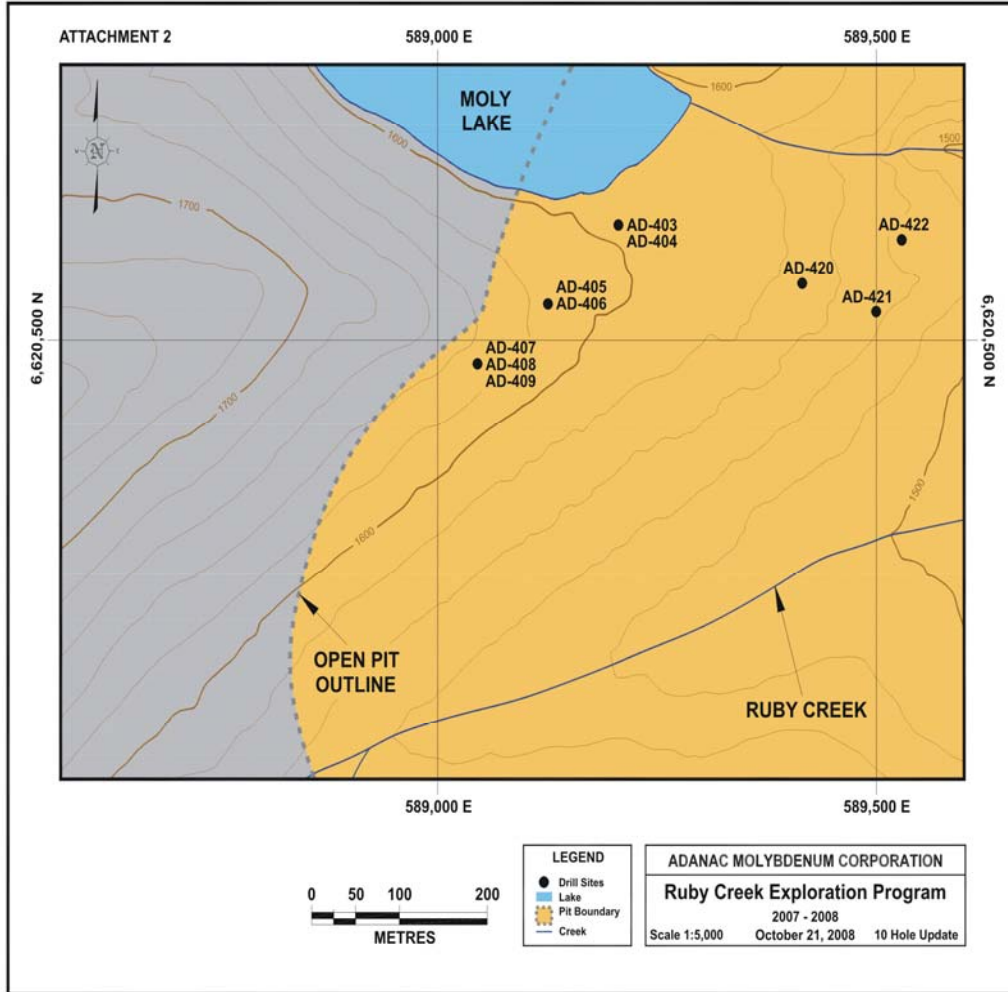 ATTACHMENT 2
589,000 E
589,500 E
MOLY
LAKE
1600
1600
1500
1700
AD-403
AD-404
AD-422
AD-420
AD-405
AD-406
AD-421
6,620,500 N
6,620,500 N
AD-407
AD-408
AD-409
1700
1500
1600
OPEN PIT
OUTLINE
RUBY CREEK
589,000 E
589,500 E
W
N
E
0 50 100 200
METRES
LEGEND
Drill Sites
Lake
Pit Boundary
Creek
ADANAC MOLYBDENUM CORPORATION
Ruby Creek Exploration Program
2007 - 2008
Scale 1:5,000 October 21, 2008 10 Hole Update